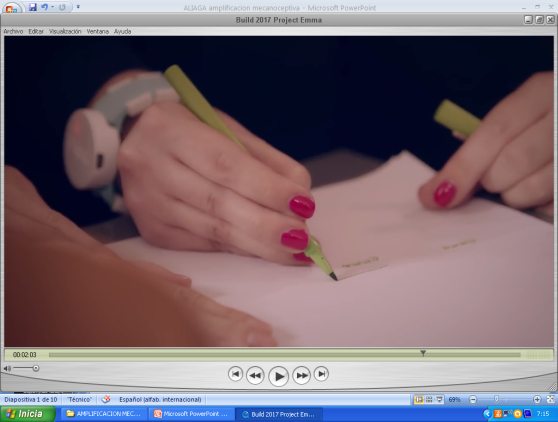 ALIAGA amplificacion mecanoceptiva - Microsoft PowerPoint
Build 2017 Project Emma
Archivo Editar Visualización Ventana Ayuda
00:02:03
Diapositiva 1 de 10 "Técnico" Español (alfab. internacional) 69%
Inicio AMPLIFICACION MEC... Microsoft PowerPoint ... Build 2017 Project Em... 7:15